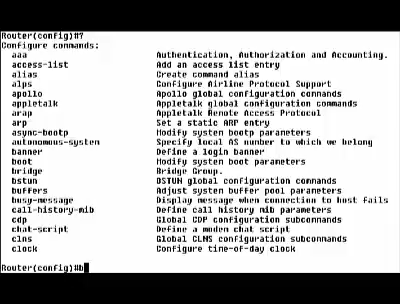 Router(config)#?
Configure commands:
aaa Authentication, Authorization and Accounting.
access-list Add an access list entry
alias Create command alias
alps Configure Airline Protocol Support
apollo Apollo global configuration commands
appletalk Appletalk global configuration commands
arap Appletalk Remote Access Protocol
arp Set a static ARP entry
async-bootp Modify system bootp parameters
autonomous-system Specify local AS number to which we belong
banner Define a login banner
boot Modify system boot parameters
bridge Bridge Group.
bstun BSTUN global configuration commands
buffers Adjust system buffer pool parameters
busy-message Display message when connection to host fails
call-history-mib Define call history mib parameters
cdp Global CDP configuration subcommands
chat-script Define a modem chat script
clns Global CLNS configuration subcommands
clock Configure time-of-day clock
Router(config)#b